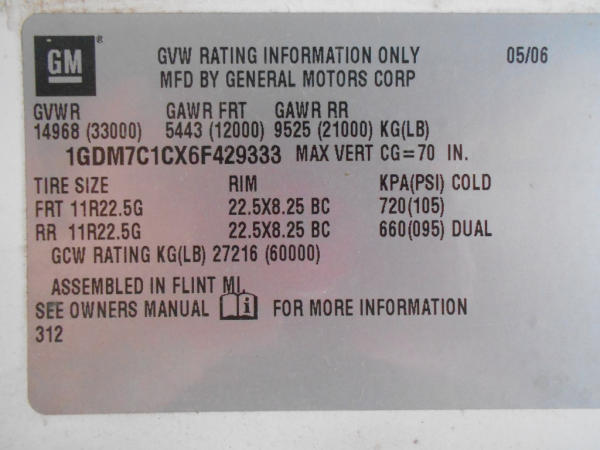 GM ® GVW RATING INFORMATION ONLY 05/06
MFD BY GENERAL MOTORS CORP
GVWR GAWR FRT GAWR RR
14968 (33000) 5443 (12000) 9525 (21000) KG(LB)
1GDM7C1CX6F429333 MAX VERT CG=70 IN.
TIRE SIZE RIM KPA(PSI) COLD
FRT 11R22.5G 22.5X8.25 BC 720(105)
RR 11R22.5G 22.5X8.25 BC 660(095) DUAL
GCW RATING KG(LB) 27216 (60000)
ASSEMBLED IN FLINT MI.
SEE OWNERS MANUAL i FOR MORE INFORMATION
312